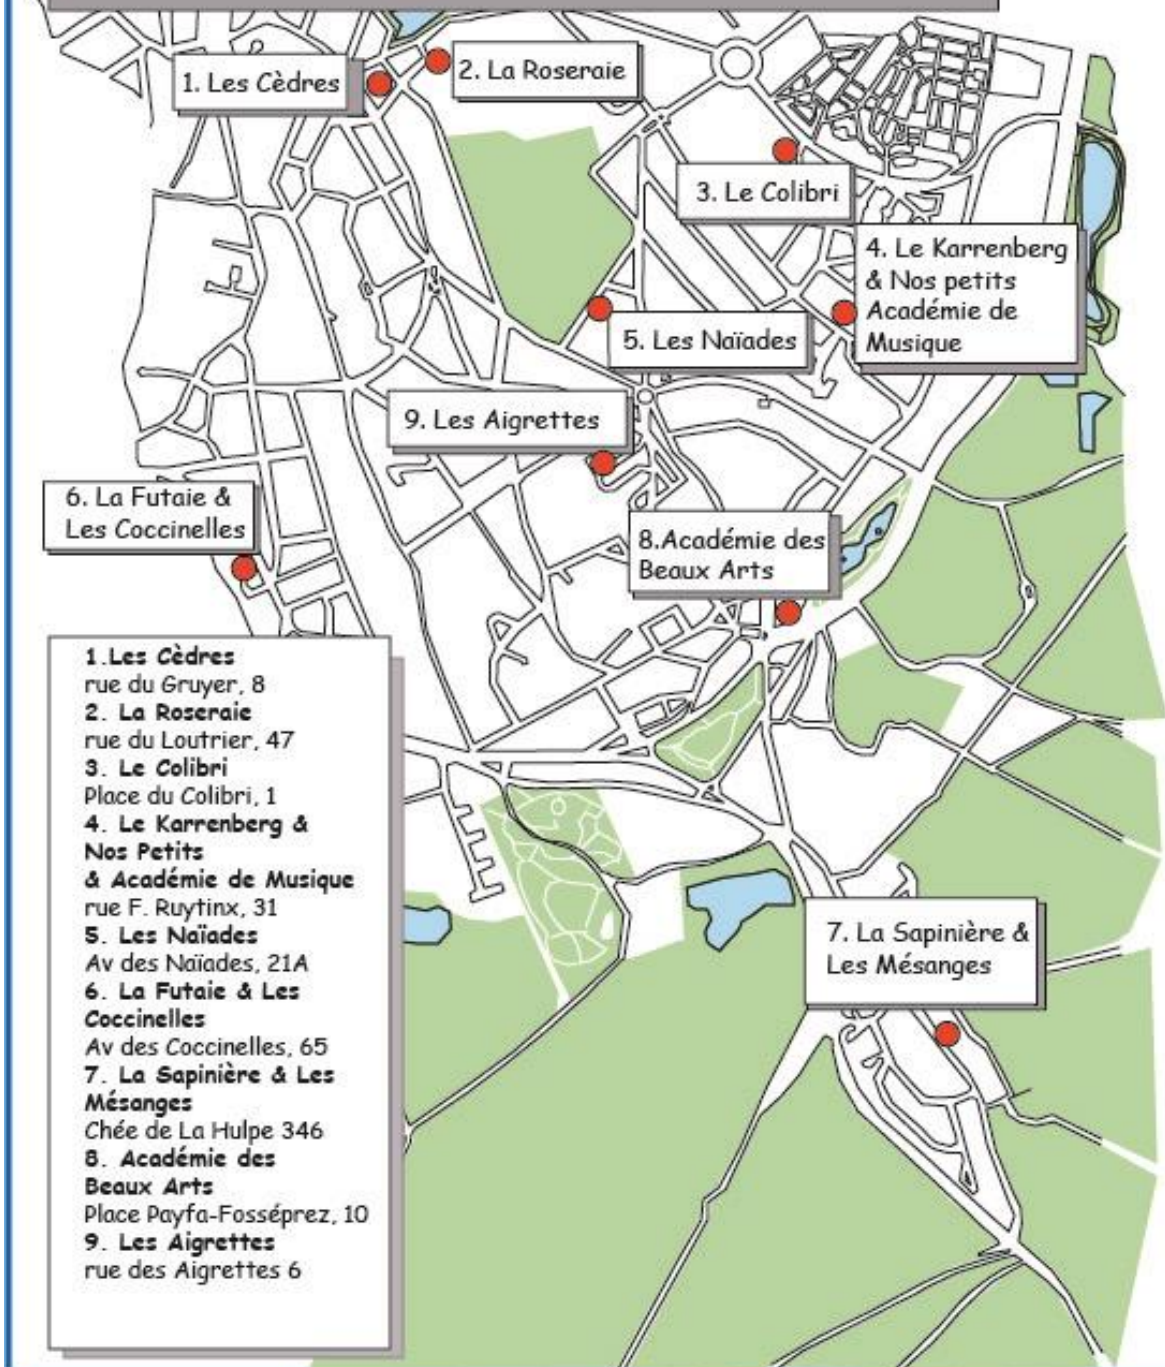 1. Les Cèdres
2. La Roseraie
3. Le Colibri
4. Le Karrenberg
& Nos petits
Académie de
Musique
5. Les Naïades
9. Les Aigrettes
6. La Futaie &
Les Coccinelles
8.Académie des
Beaux Arts
7. La Sapinière &
Les Mésanges
1.Les Cèdres
rue du Gruyer, 8
2. La Roseraie
rue du Loutrier, 47
3. Le Colibri
Place du Colibri, 1
4. Le Karrenberg &
Nos Petits
& Académie de Musique
rue F. Ruytinx, 31
5. Les Naïades
Av des Naïades, 21A
6. La Futaie & Les
Coccinelles
Av des Coccinelles, 65
7. La Sapinière & Les
Mésanges
Chée de La Hulpe 346
8. Académie des
Beaux Arts
Place Payfa-Fosséprez, 10
9. Les Aigrettes
rue des Aigrettes 6